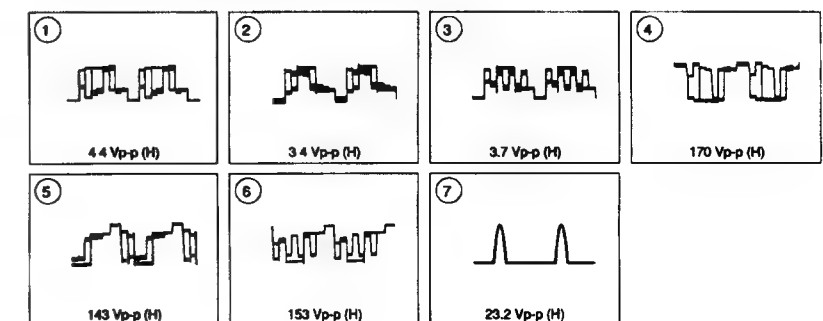 1 2 3 4
4 4 Vp-p (H) 3 4 Vp-p (H) 3.7 Vp-p (H) 170 Vp-p (H)
5 6 7
143 Vp-p (H) 153 Vp-p (H) 23.2 Vp-p (H)